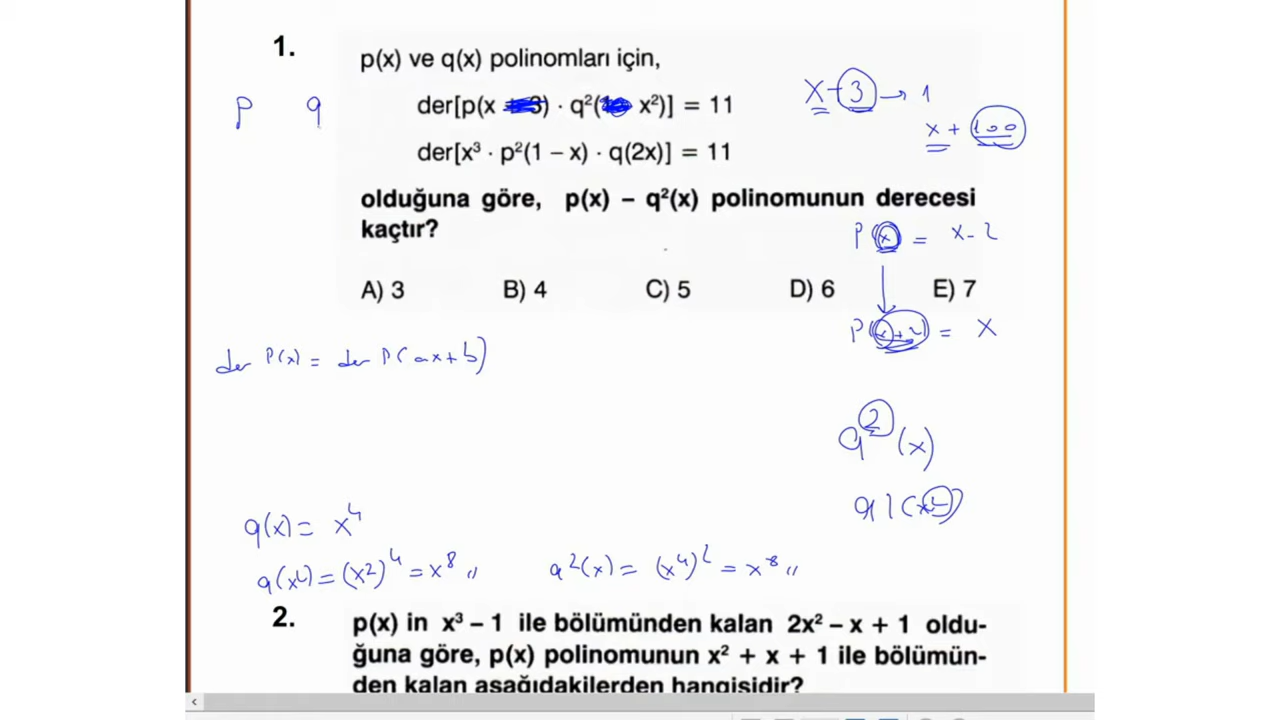 1.
p(x) ve q(x) polinomları için,
der[p(x + 3) · q²( x²)] = 11
der[x³ · p²(1 – x) · q(2x)] = 11
olduğuna göre, p(x) – q²(x) polinomunun derecesi
kaçtır?
A) 3 B) 4 C) 5 D) 6 E) 7
p q
x – 3 → 1
x + 100
P(x) = x - 2
P(x+2) = x
der P(x) = der P(ax+b)
q²(x)
q(x)= x⁴
=(x²)⁴ = x⁸ //
q²(x) = (x⁴)² = x⁸ //
2.
p(x) in x³ – 1 ile bölümünden kalan 2x² – x + 1 oldu-
ğuna göre, p(x) polinomunun x² + x + 1 ile bölümün-
den kalan aşağıdakilerden hangisidir?